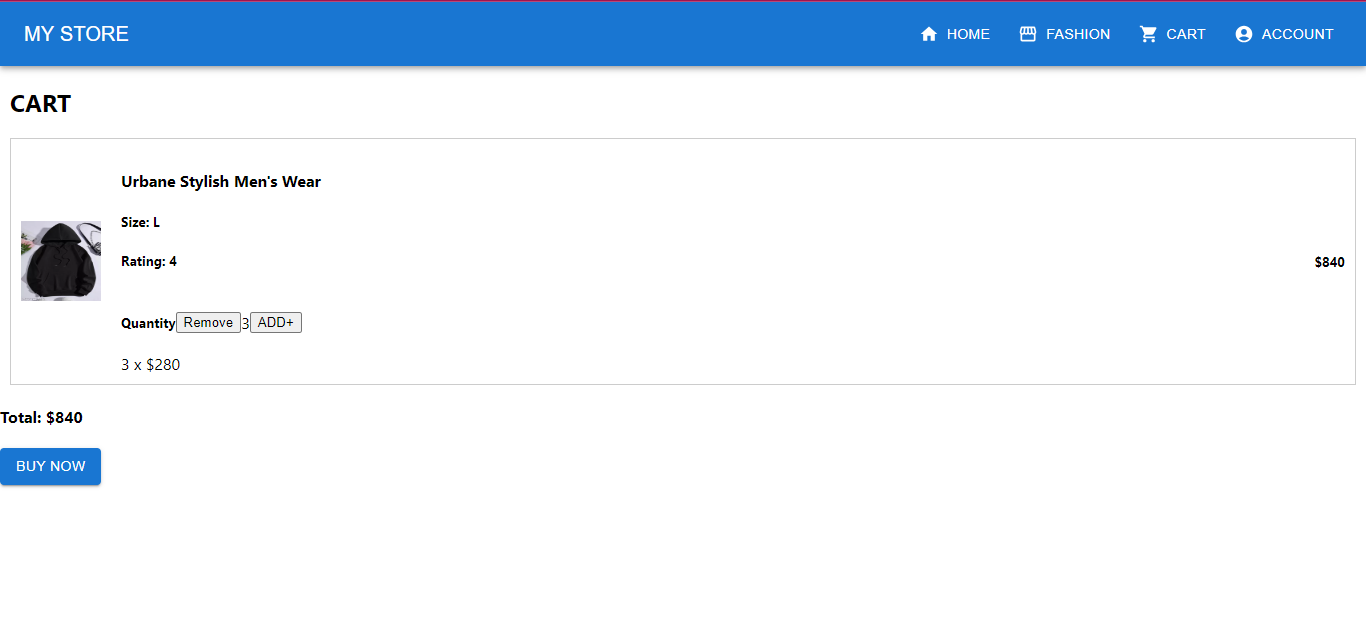 MY STORE
HOME FASHION CART ACCOUNT
CART
Urbane Stylish Men's Wear
Size: L
Rating: 4
$840
Quantity Remove 3 ADD+
3 x $280
Total: $840
BUY NOW